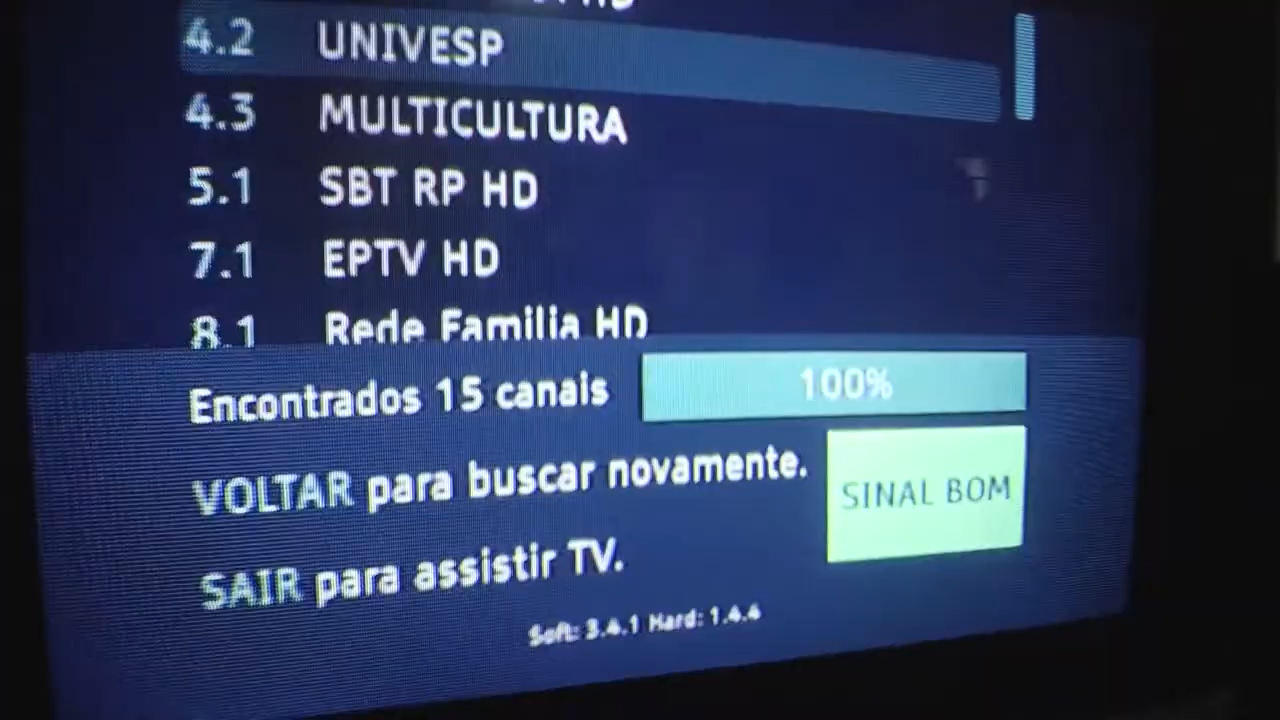 HD
4.2 UNIVESP
4.3 MULTICULTURA
5.1 SBT RP HD
7.1 EPTV HD
8.1 Rede Familia HD
Encontrados 15 canais 100%
VOLTAR para buscar novamente.
SINAL BOM
SAIR para assistir TV.
Soft: 3.4.1 Hard: 1.4.4